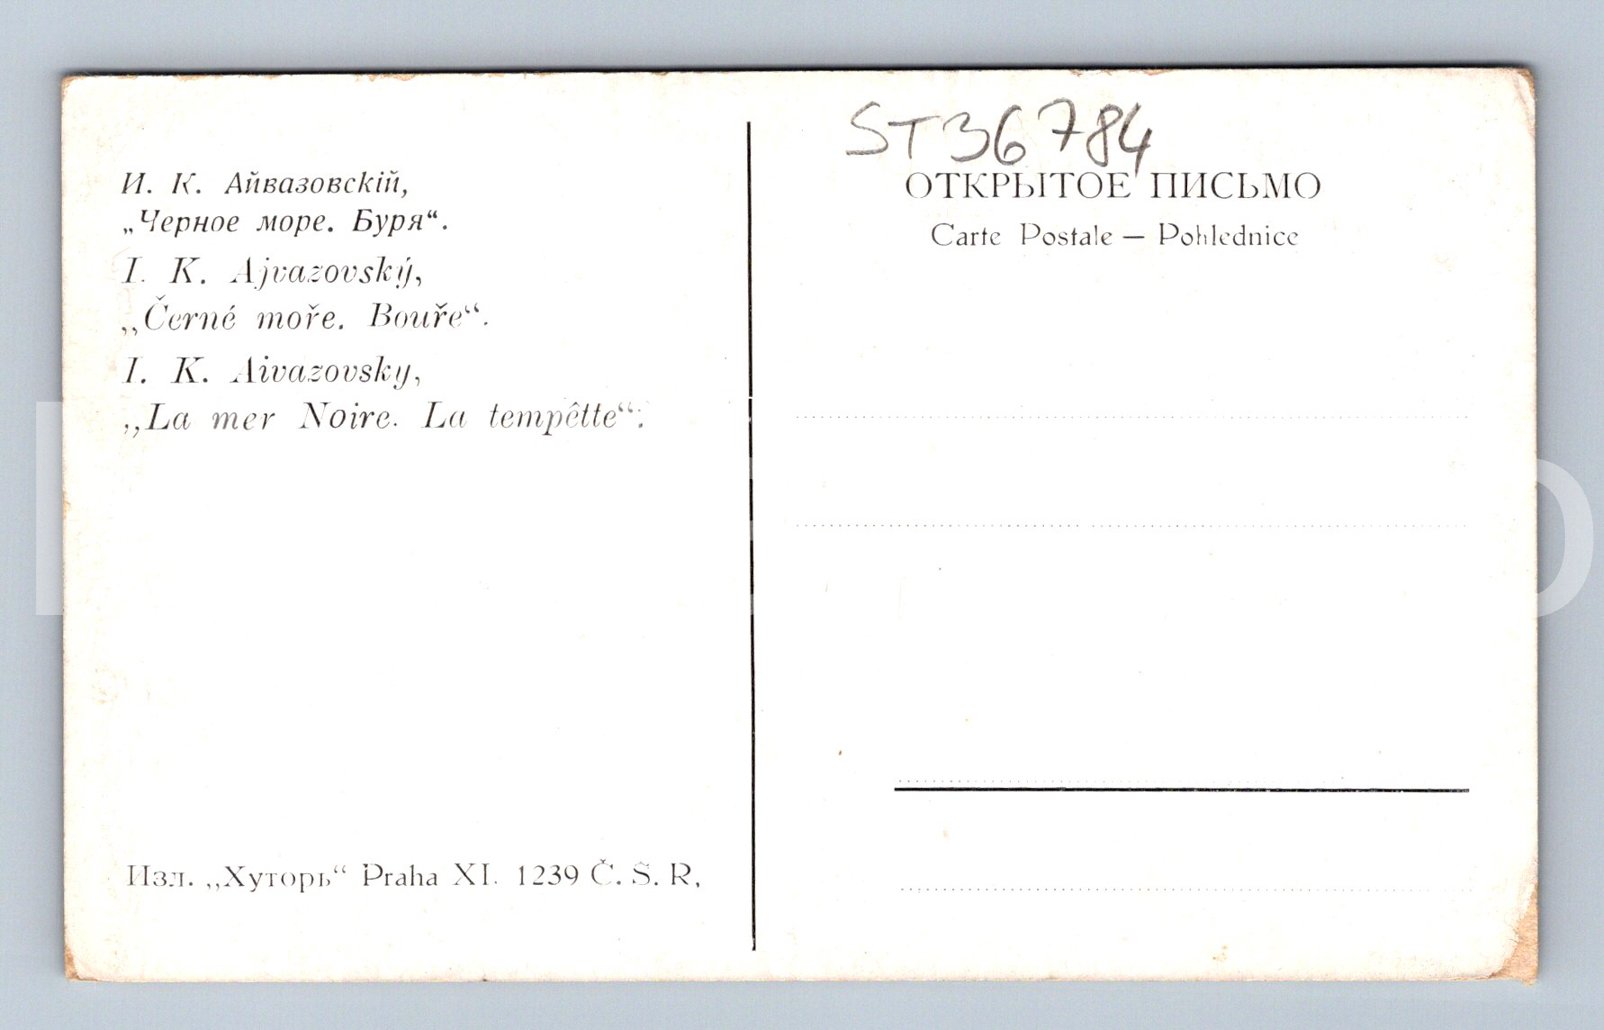 И. К. Айвазовскій,
„Черное море. Буря“.
I. K. Ajvazovský,
„Černé moře. Bouře“.
I. K. Aivazovsky,
„La mer Noire. La tempêtte“.
Изд. „Хуторъ“ Praha XI. 1239 Č. S. R.
ST36784
ОТКРЫТОЕ ПИСЬМО
Carte Postale — Pohlednice